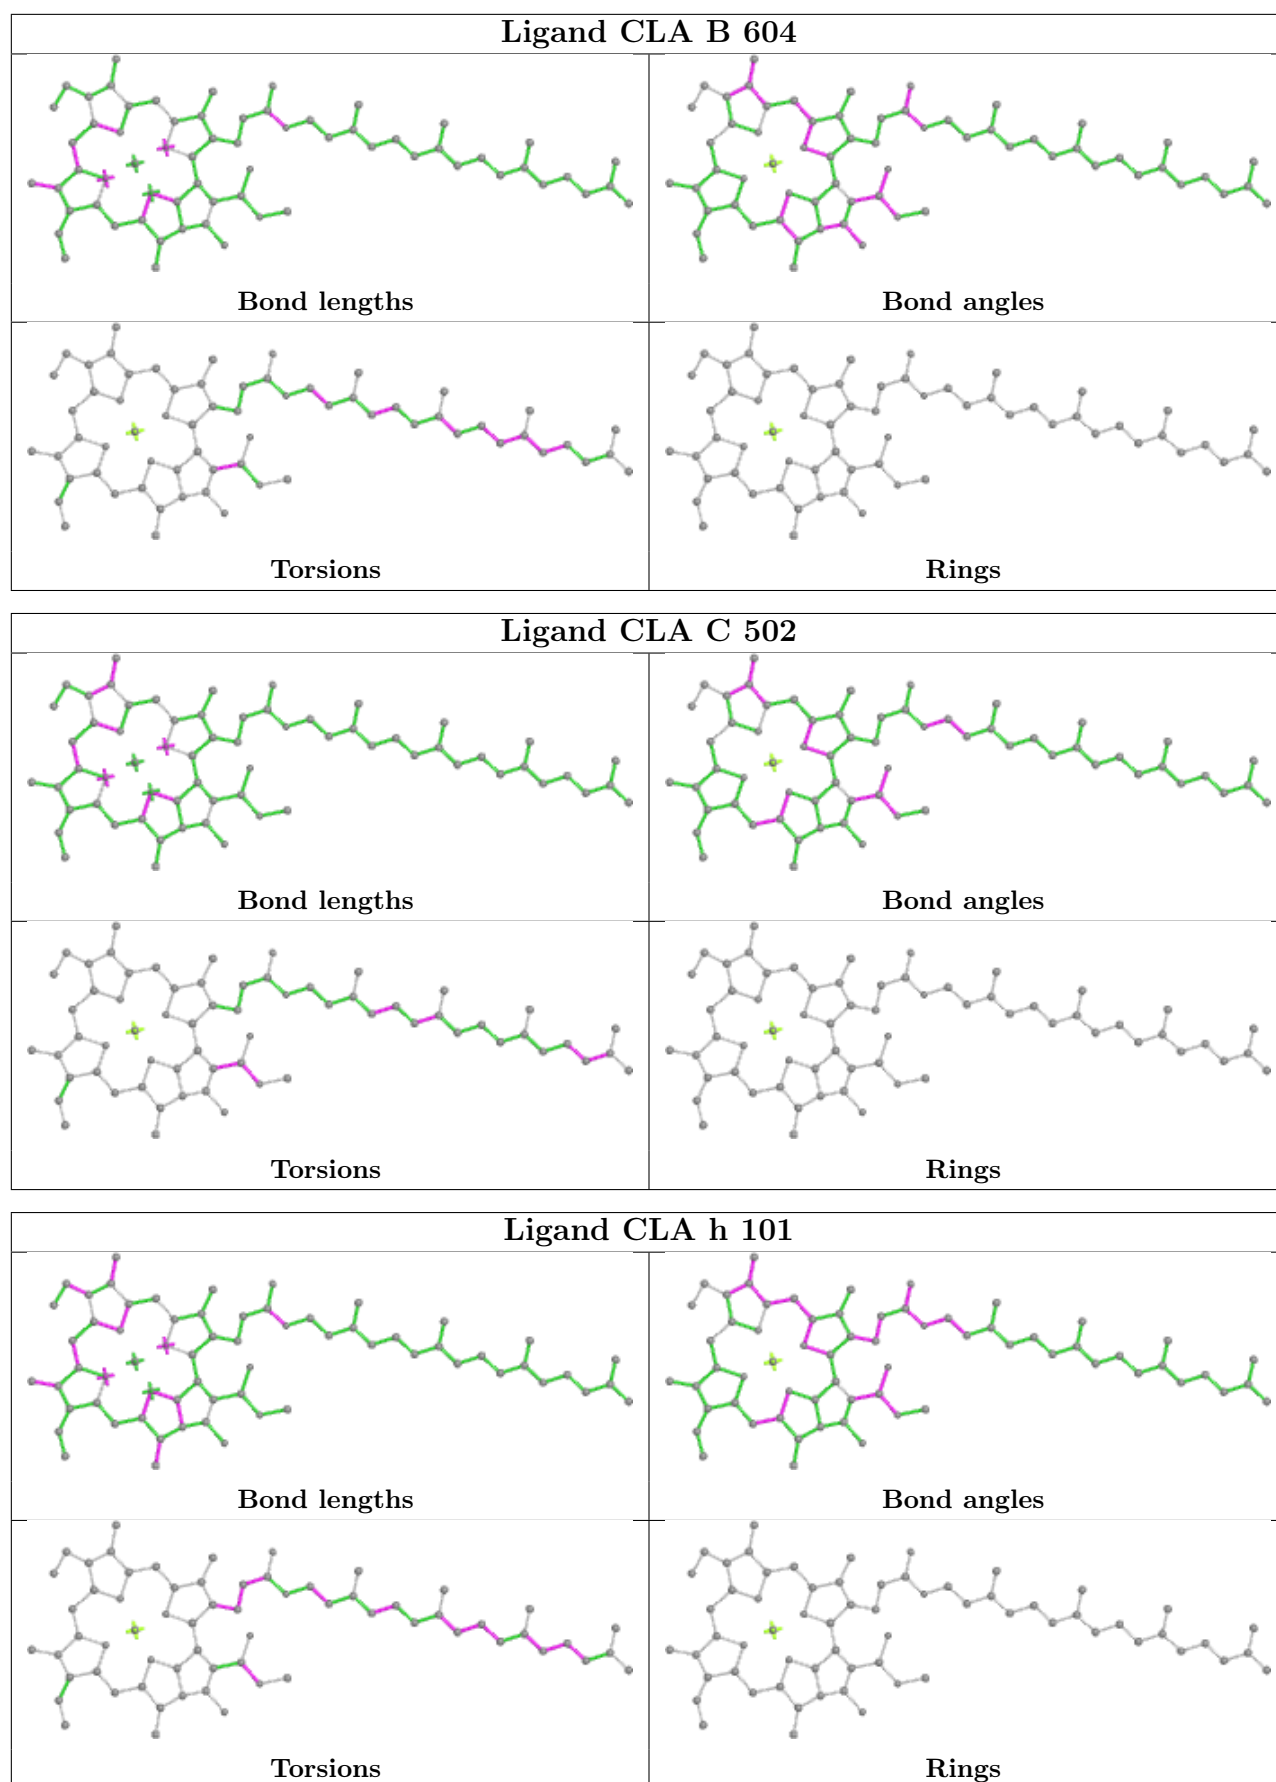 Ligand CLA B 604
Bond lengths
Bond angles
Torsions
Rings
Ligand CLA C 502
Bond lengths
Bond angles
Torsions
Rings
Ligand CLA h 101
Bond lengths
Bond angles
Torsions
Rings